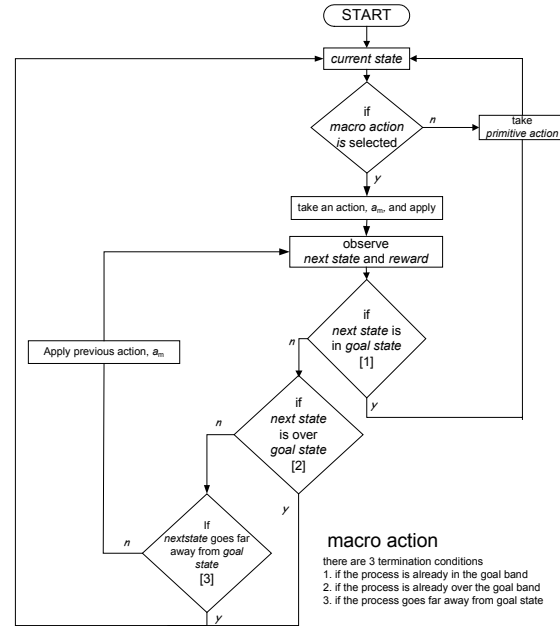 START
current state
if
macro action
is selected
n
take
primitive action
y
take an action, am, and apply
observe
next state and reward
if
next state is
in goal state
[1]
n
y
Apply previous action, am
if
next state
is over
goal state
[2]
n
y
If
nextstate goes far
away from goal
state
[3]
n
y
macro action
there are 3 termination conditions
1. if the process is already in the goal band
2. if the process is already over the goal band
3. if the process goes far away from goal state